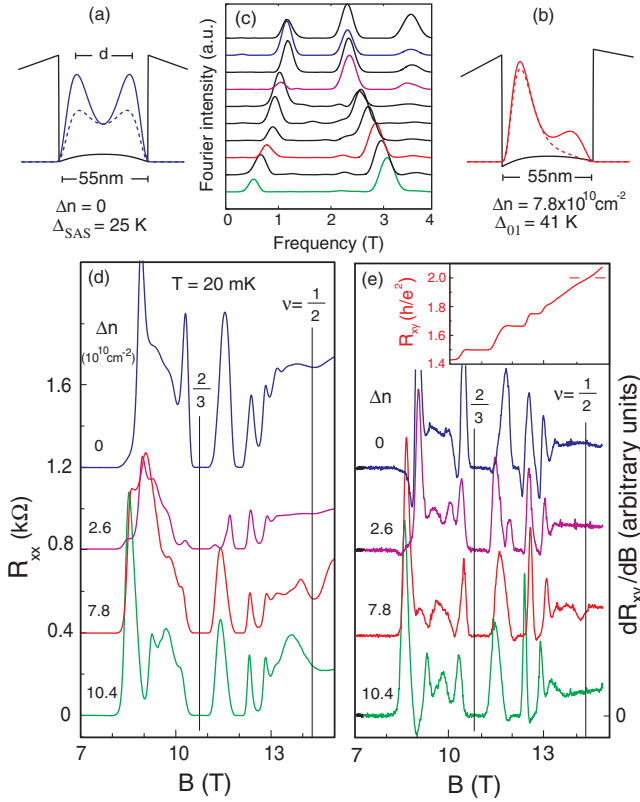 (a)
d
55nm
Δn = 0
Δ_SAS = 25 K
(c)
Fourier intensity (a.u.)
0 1 2 3 4
Frequency (T)
(b)
55nm
Δn = 7.8x10^10 cm^-2
Δ_01 = 41 K
(d)
T = 20 mK
Δn
(10^10 cm^-2)
ν = 1/2
2/3
0
2.6
7.8
10.4
1.6
1.2
0.8
0.4
0
R_xx (kΩ)
7 10 13
B (T)
(e)
R_xy (h/e^2)
2.0
1.8
1.6
1.4
Δn
2/3
ν = 1/2
0
2.6
7.8
10.4
0
dR_xy/dB (arbitrary units)
7 10 13
B (T)